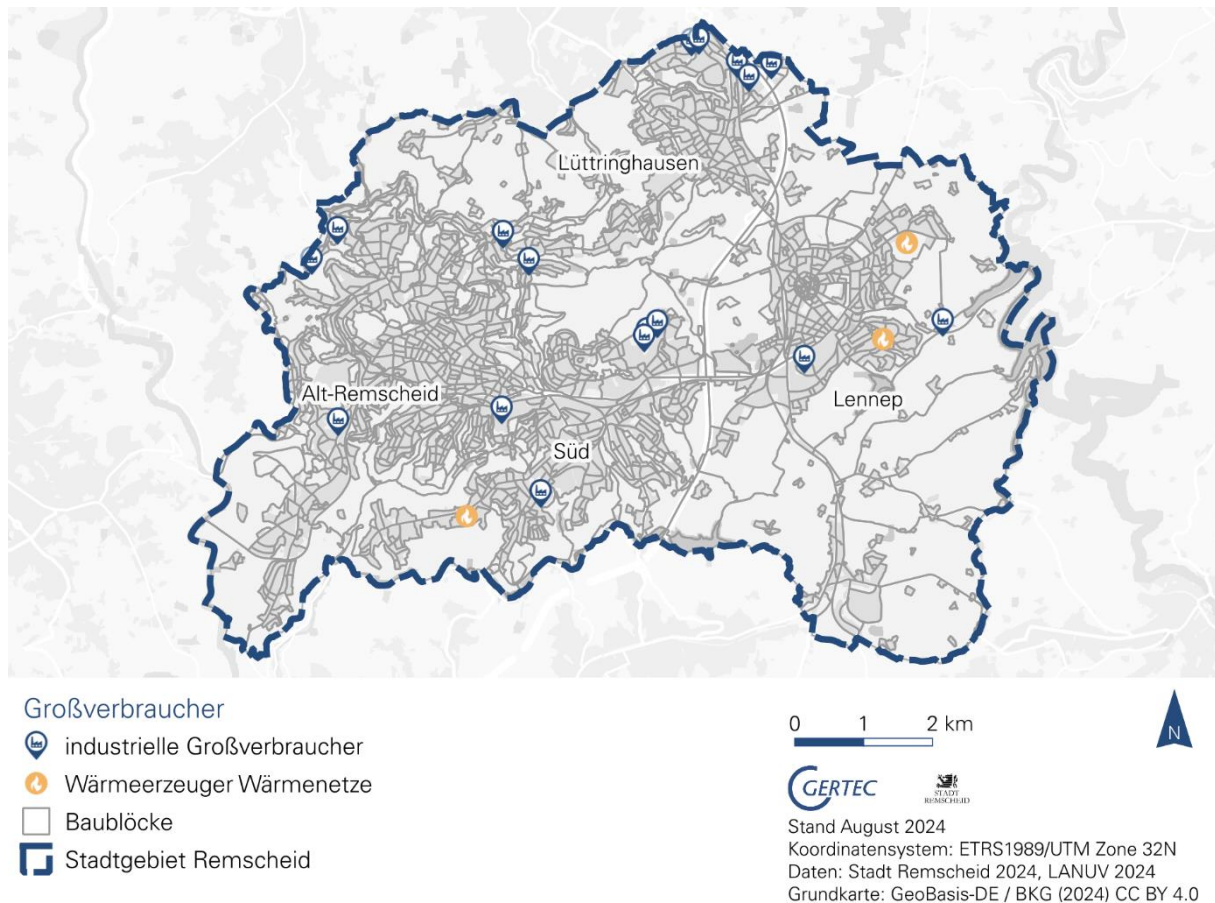 Lüttringhausen
Alt-Remscheid
Lennep
Süd
Großverbraucher
industrielle Großverbraucher
Wärmeerzeuger Wärmenetze
Baublöcke
Stadtgebiet Remscheid
0 1 2 km
N
GERTEC
STADT
REMSCHEID
Stand August 2024
Koordinatensystem: ETRS1989/UTM Zone 32N
Daten: Stadt Remscheid 2024, LANUV 2024
Grundkarte: GeoBasis-DE / BKG (2024) CC BY 4.0